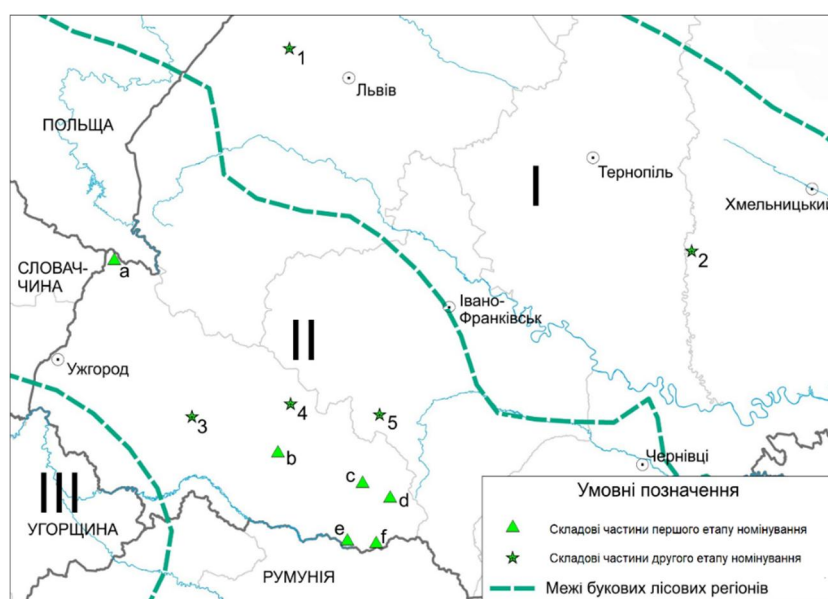 1
Львів
ПОЛЬЩА
I
Тернопіль
Хмельницький
2
СЛОВАЧ-
ЧИНА
a
Івано-
Франківськ
II
Ужгород
3
4
5
b
c
d
Чернівці
III
УГОРЩИНА
e
f
РУМУНІЯ
Умовні позначення
Складові частини першого етапу номінування
Складові частини другого етапу номінування
Межі букових лісових регіонів